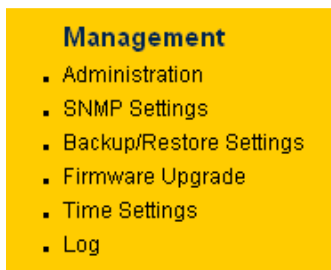 Management
Administration
SNMP Settings
Backup/Restore Settings
Firmware Upgrade
Time Settings
Log